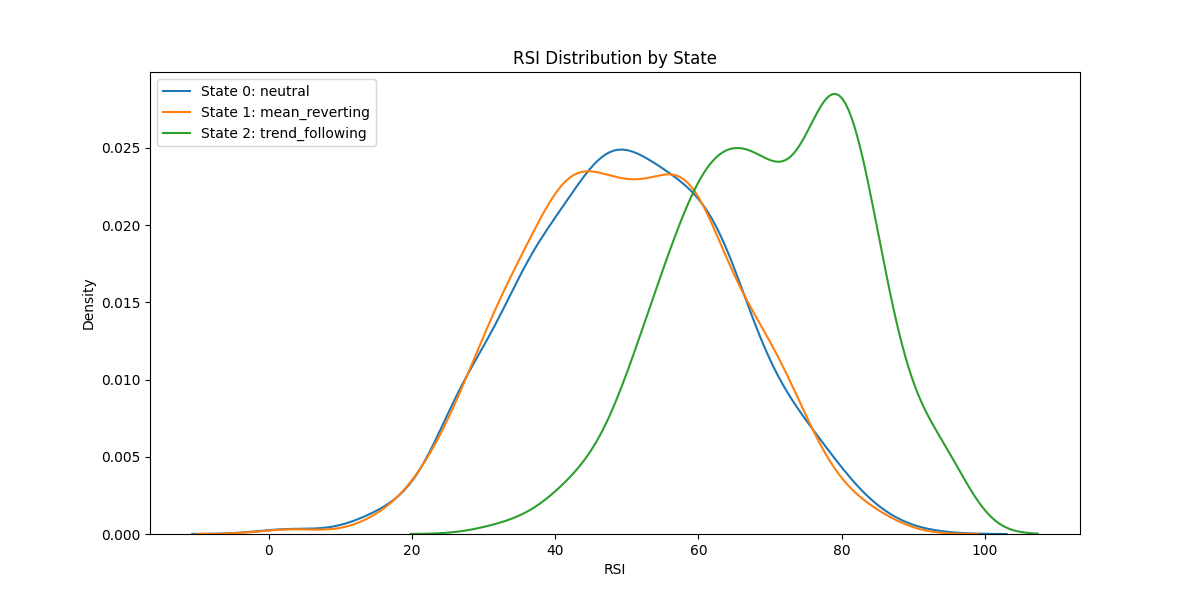 RSI Distribution by State
State 0: neutral
State 1: mean_reverting
State 2: trend_following
Density
0.025
0.020
0.015
0.010
0.005
0.000
0 20 40 60 80 100
RSI